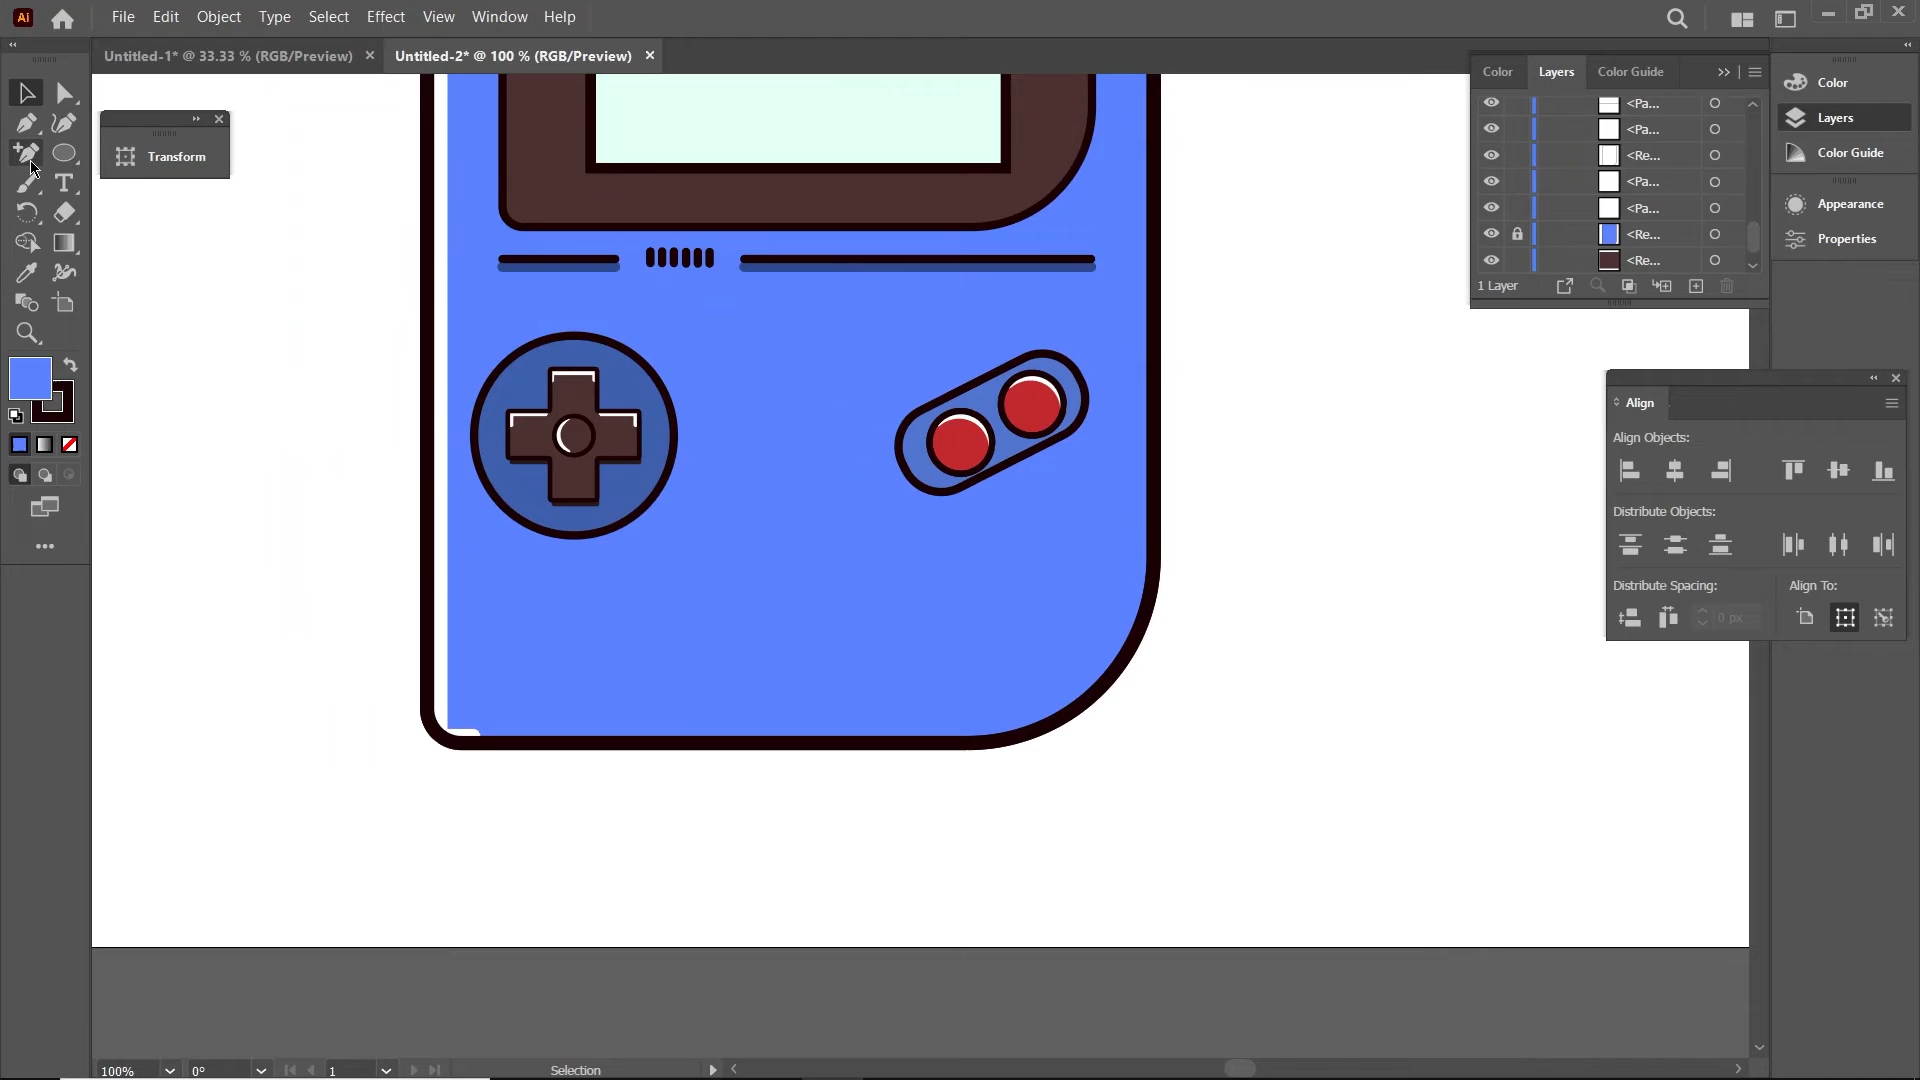 Ai File Edit Object Type Select Effect View Window Help
Untitled-1* @ 33.33 % (RGB/Preview) Untitled-2* @ 100 % (RGB/Preview)
Transform
Color Layers Color Guide
<Pa...
<Pa...
<Re...
<Pa...
<Pa...
<Re...
<Re...
1 Layer
Color
Layers
Color Guide
Appearance
Properties
Align
Align Objects:
Distribute Objects:
Distribute Spacing: Align To:
0 px
T
100% 0° 1 Selection